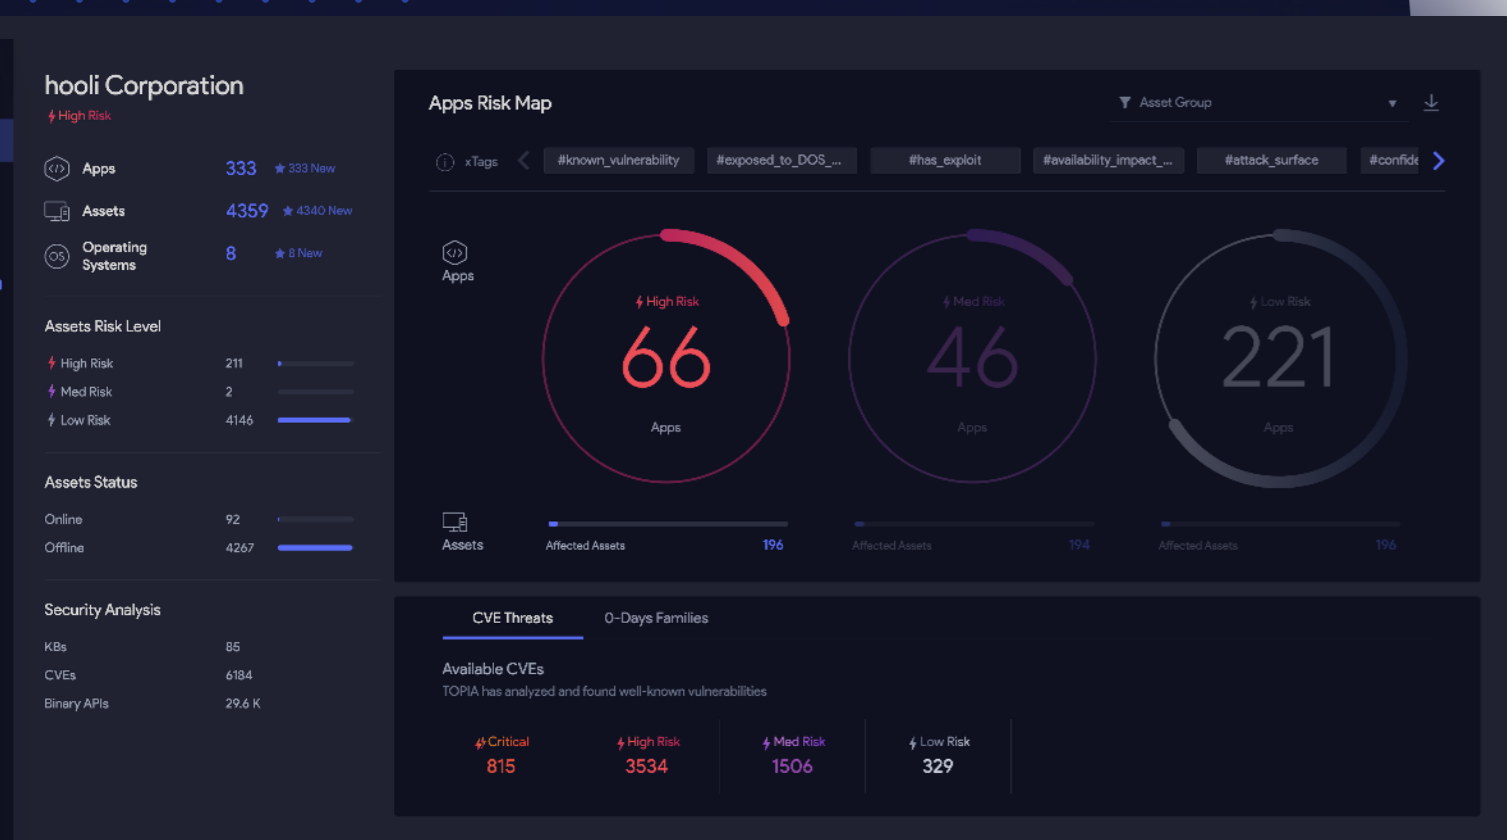 hooli Corporation
High Risk
Apps 333 333 New
Assets 4359 4340 New
OS Operating Systems 8 8 New
Assets Risk Level
High Risk 211
Med Risk 2
Low Risk 4146
Assets Status
Online 92
Offline 4267
Security Analysis
KBs 85
CVEs 6184
Binary APIs 29.6 K
Apps Risk Map
Asset Group
xTags #known_vulnerability #exposed_to_DOS_... #has_exploit #availability_impact_... #attack_surface #confide
Apps
High Risk
66
Apps
Med Risk
46
Apps
Low Risk
221
Apps
Assets
Affected Assets 196
Affected Assets 194
Affected Assets 196
CVE Threats 0-Days Families
Available CVEs
TOPIA has analyzed and found well-known vulnerabilities
Critical
815
High Risk
3534
Med Risk
1506
Low Risk
329